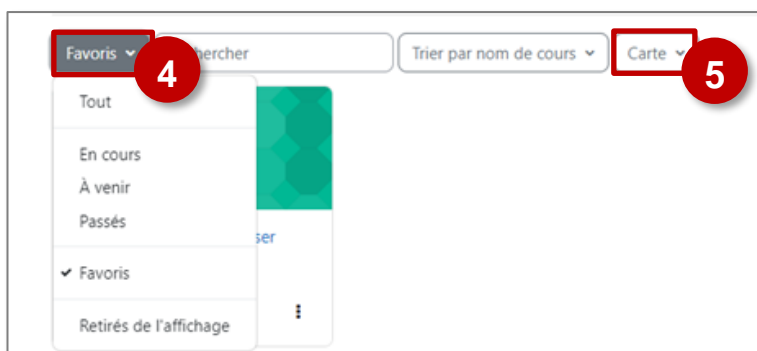 Favoris
4
hercher
Trier par nom de cours
Carte
5
Tout
En cours
À venir
Passés
ser
Favoris
Retirés de l'affichage